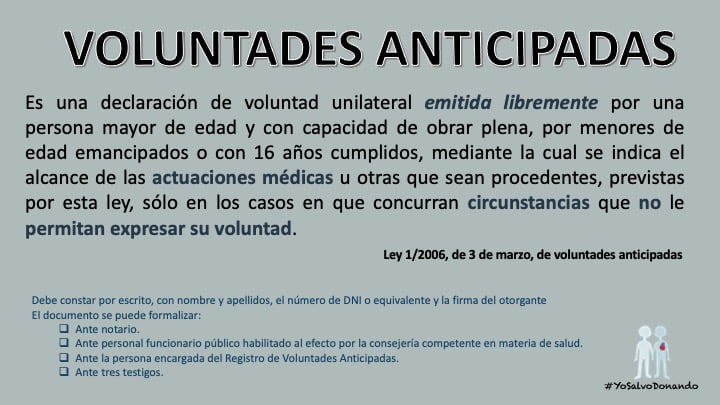 VOLUNTADES ANTICIPADAS
Es una declaración de voluntad unilateral emitida libremente por una
persona mayor de edad y con capacidad de obrar plena, por menores de
edad emancipados o con 16 años cumplidos, mediante la cual se indica el
alcance de las actuaciones médicas u otras que sean procedentes, previstas
por esta ley, sólo en los casos en que concurran circunstancias que no le
permitan expresar su voluntad.
Ley 1/2006, de 3 de marzo, de voluntades anticipadas
Debe constar por escrito, con nombre y apellidos, el número de DNI o equivalente y la firma del otorgante
El documento se puede formalizar:
❑ Ante notario.
❑ Ante personal funcionario público habilitado al efecto por la consejería competente en materia de salud.
❑ Ante la persona encargada del Registro de Voluntades Anticipadas.
❑ Ante tres testigos.
#YoSalvoDonando